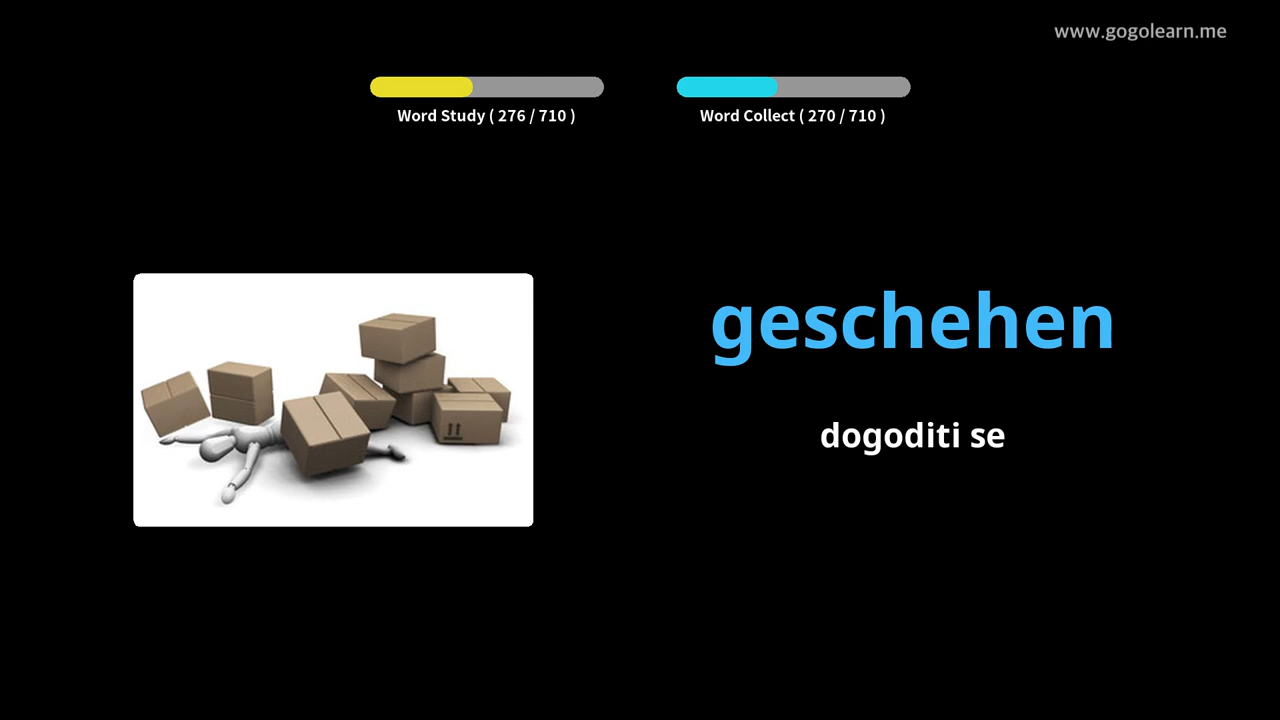 www.gogolearn.me
Word Study ( 276 / 710 )
Word Collect ( 270 / 710 )
geschehen
dogoditi se